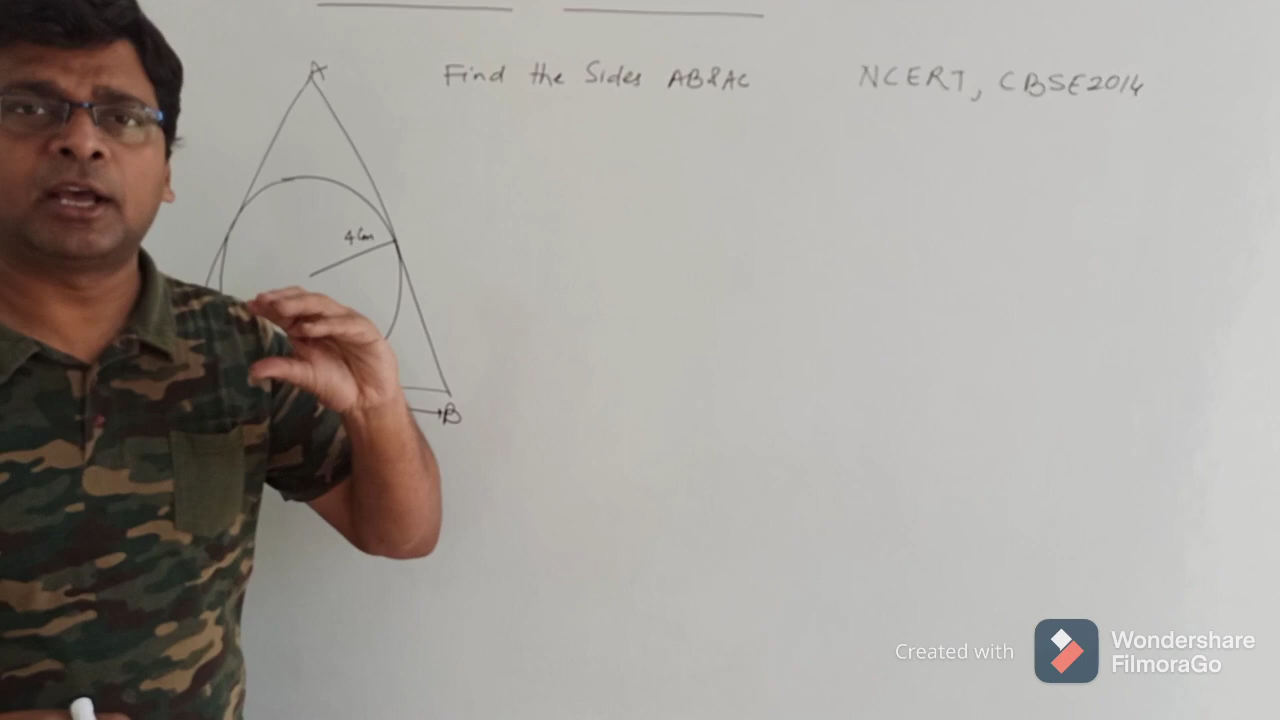 A
Find the Sides AB&AC
NCERT, CBSE2014
4cm
B
Created with
Wondershare
FilmoraGo